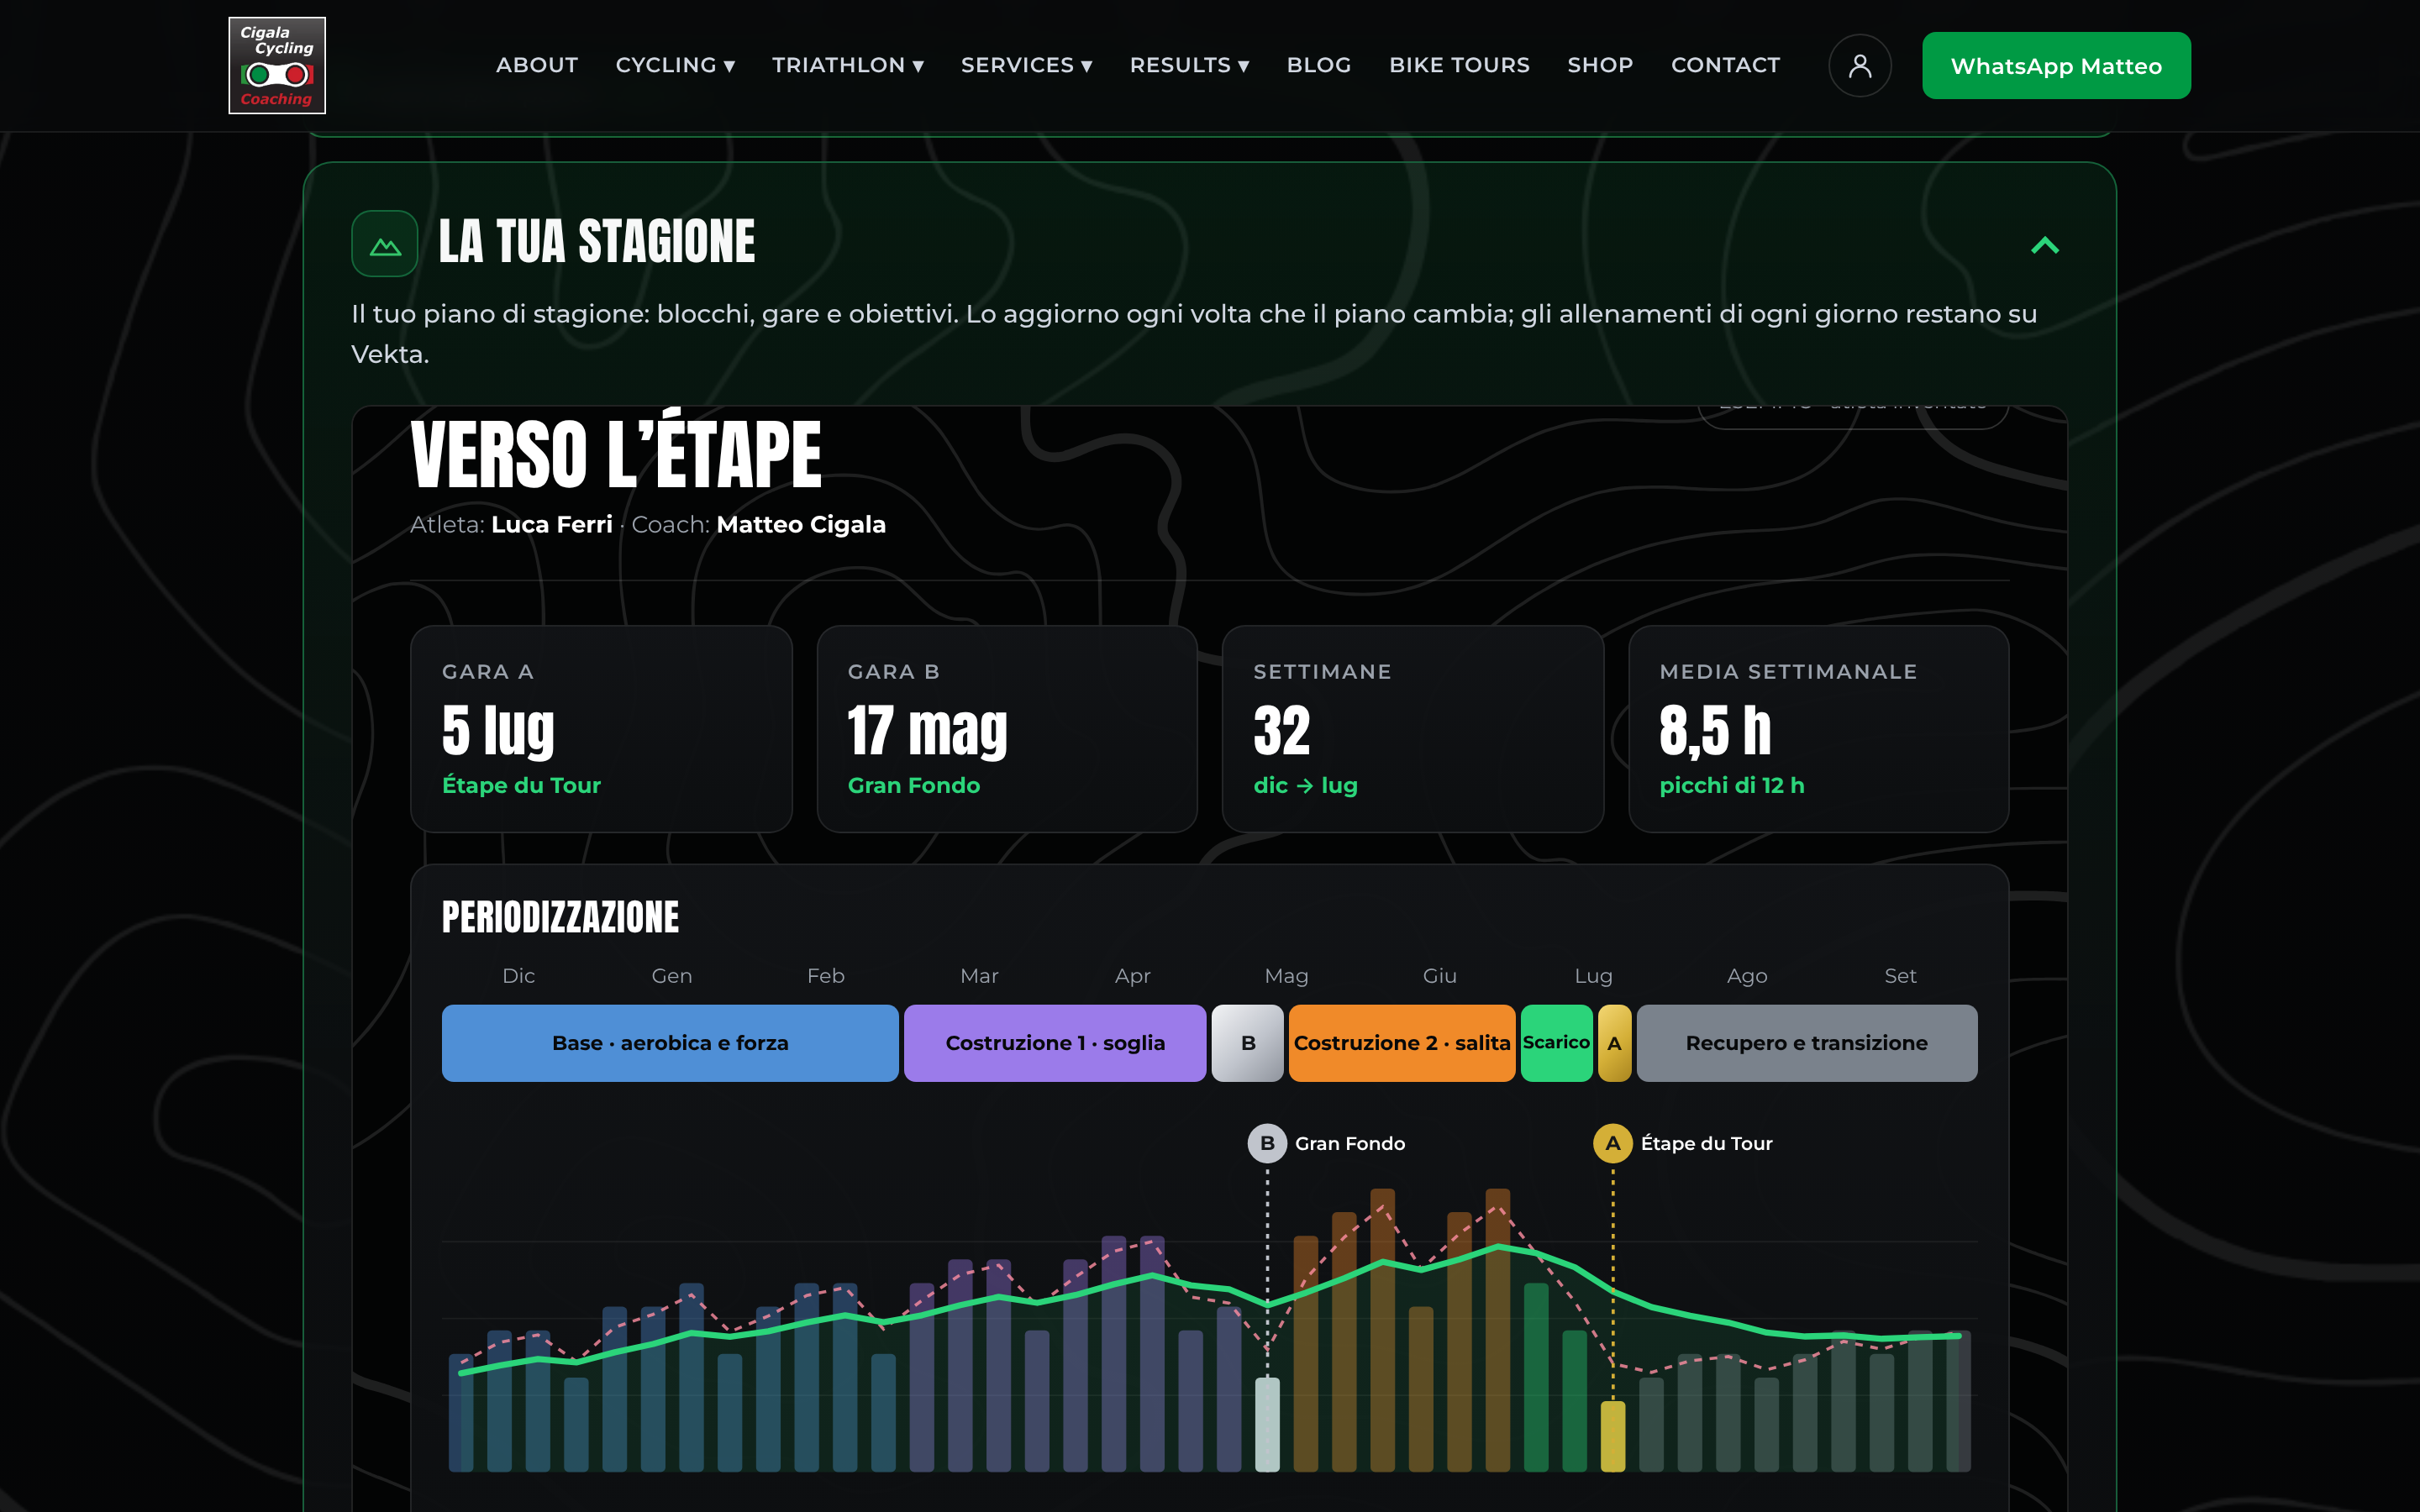 Cigala
Cycling
Coaching
ABOUT
CYCLING ▾
TRIATHLON ▾
SERVICES ▾
RESULTS ▾
BLOG
BIKE TOURS
SHOP
CONTACT
WhatsApp Matteo
LA TUA STAGIONE
Il tuo piano di stagione: blocchi, gare e obiettivi. Lo aggiorno ogni volta che il piano cambia; gli allenamenti di ogni giorno restano su
Vekta.
VERSO L’ÉTAPE
Atleta: Luca Ferri · Coach: Matteo Cigala
GARA A
5 lug
Étape du Tour
GARA B
17 mag
Gran Fondo
SETTIMANE
32
dic → lug
MEDIA SETTIMANALE
8,5 h
picchi di 12 h
PERIODIZZAZIONE
Dic Gen Feb Mar Apr Mag Giu Lug Ago Set
Base · aerobica e forza
Costruzione 1 · soglia
B
Costruzione 2 · salita
Scarico
A
Recupero e transizione
B Gran Fondo
A Étape du Tour